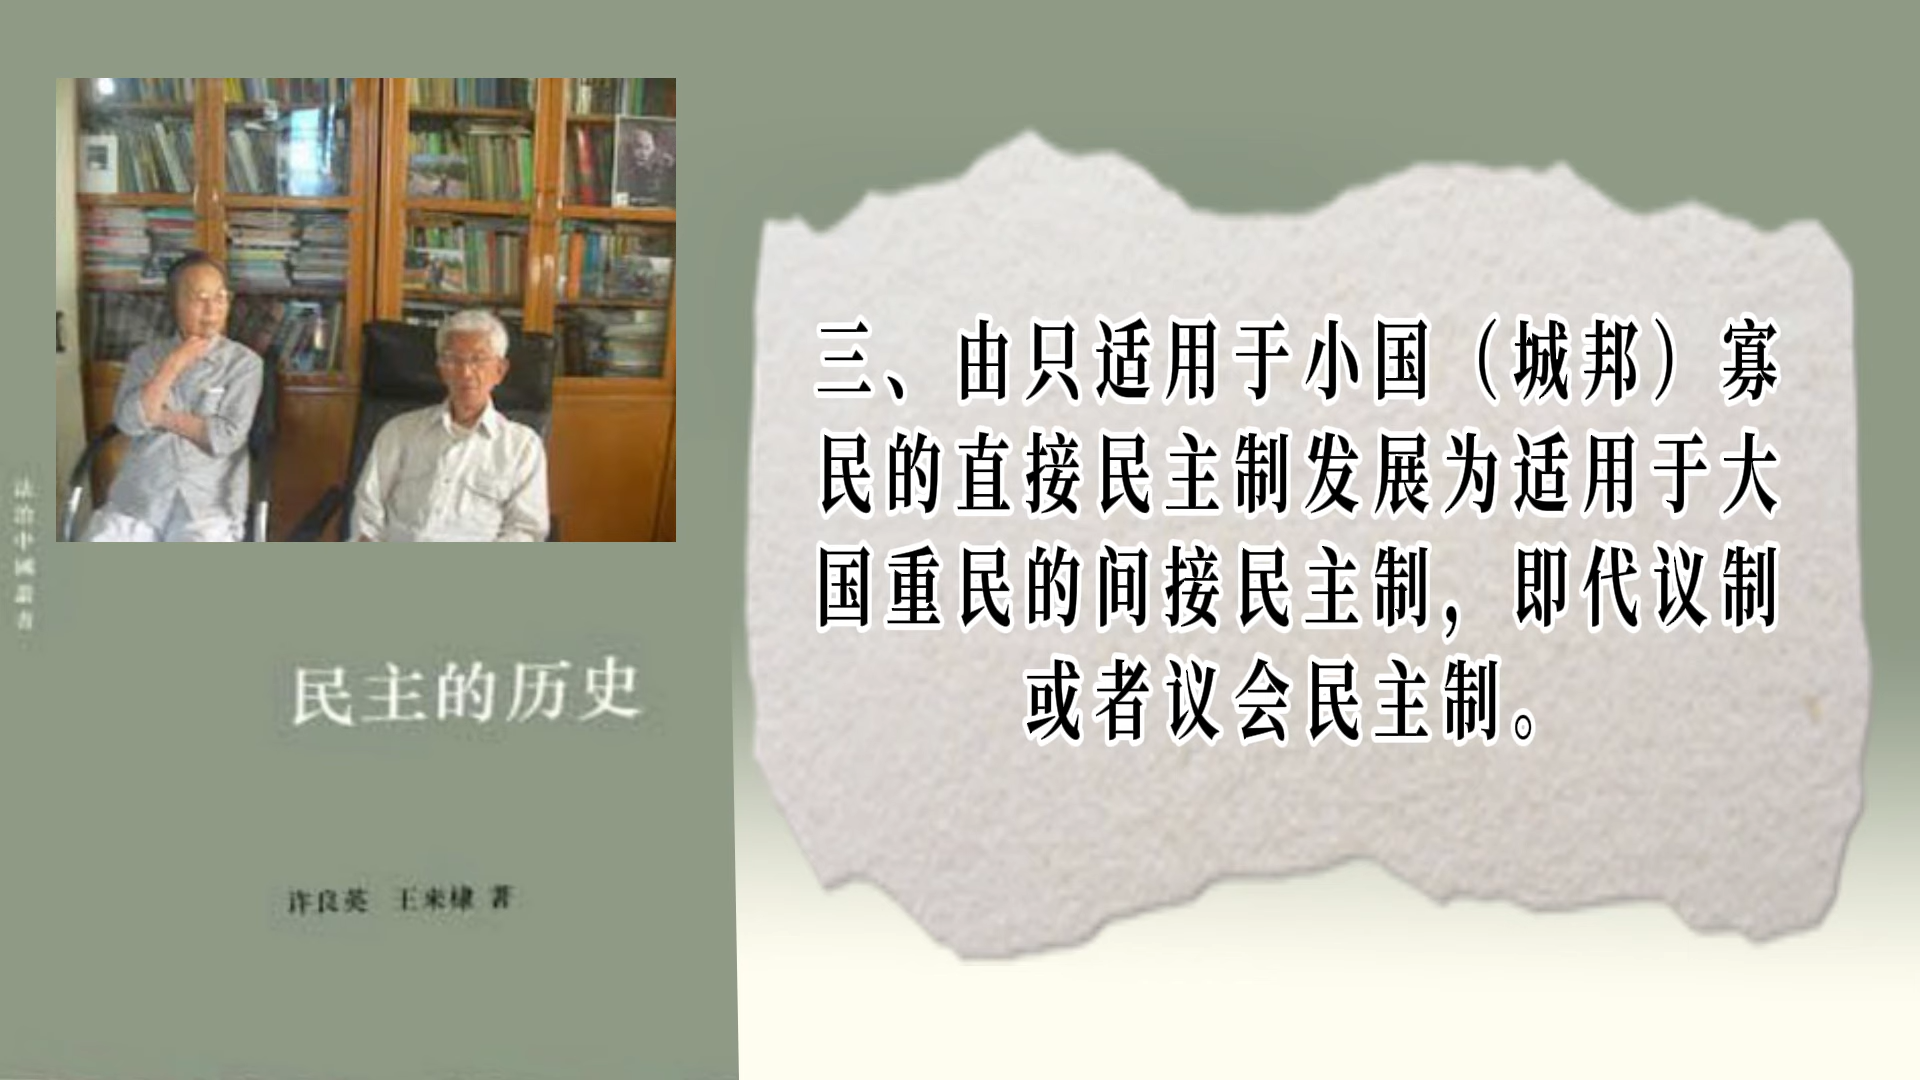 法治中國叢書
民主的历史
许良英 王来棣 著
三、由只适用于小国（城邦）寡
民的直接民主制发展为适用于大
国重民的间接民主制，即代议制
或者议会民主制。